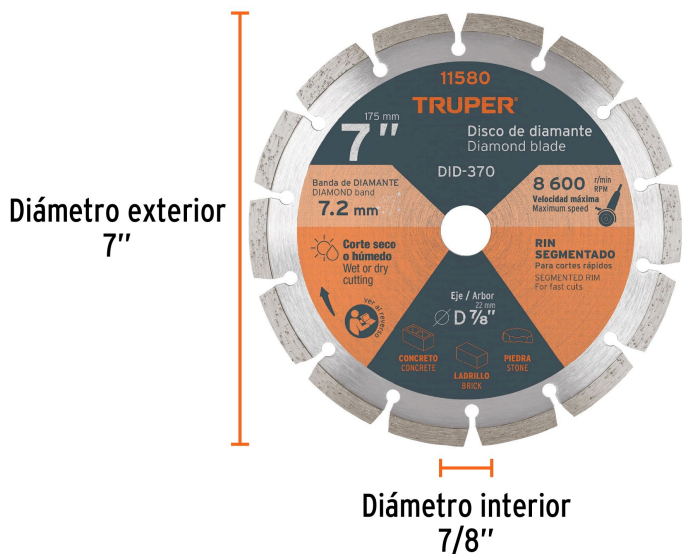 Diámetro exterior
7"
11580
TRUPER®
175 mm
7"
Disco de diamante
Diamond blade
DID-370
Banda de DIAMANTE
DIAMOND band
7.2 mm
8 600 r/min
RPM
Velocidad máxima
Maximum speed
Corte seco
o húmedo
Wet or dry
cutting
RIN
SEGMENTADO
Para cortes rápidos
SEGMENTED RIM
For fast cuts
ver al reverso
Eje / Arbor
22 mm
D 7/8"
CONCRETO
CONCRETE
LADRILLO
BRICK
PIEDRA
STONE
Diámetro interior
7/8"